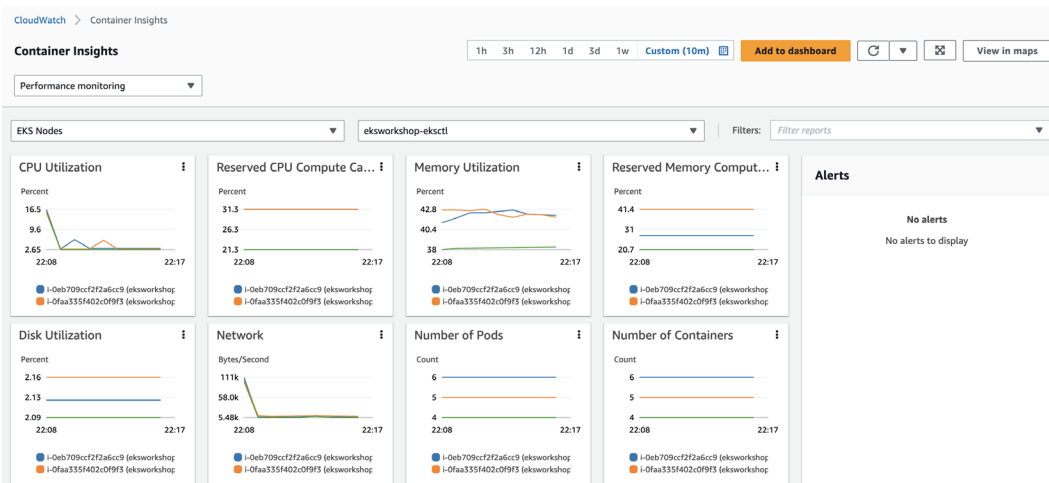 CloudWatch > Container Insights
Container Insights
1h 3h 12h 1d 3d 1w Custom (10m) Add to dashboard View in maps
Performance monitoring
EKS Nodes eksworkshop-eksctl Filters: Filter reports
CPU Utilization
Percent
16.5
9.6
2.65
22:08 22:17
i-0eb709ccf2f2a6cc9 (eksworkshop
i-0faa335f402c0f9f3 (eksworkshop
Reserved CPU Compute Ca...
Percent
31.3
26.3
21.3
22:08 22:17
i-0eb709ccf2f2a6cc9 (eksworkshop
i-0faa335f402c0f9f3 (eksworkshop
Memory Utilization
Percent
42.8
40.4
38
22:08 22:17
i-0eb709ccf2f2a6cc9 (eksworkshop
i-0faa335f402c0f9f3 (eksworkshop
Reserved Memory Comput...
Percent
41.4
31
20.7
22:08 22:17
i-0eb709ccf2f2a6cc9 (eksworkshop
i-0faa335f402c0f9f3 (eksworkshop
Alerts
No alerts
No alerts to display
Disk Utilization
Percent
2.16
2.13
2.09
22:08 22:17
i-0eb709ccf2f2a6cc9 (eksworkshop
i-0faa335f402c0f9f3 (eksworkshop
Network
Bytes/Second
111k
58.0k
5.48k
22:08 22:17
i-0eb709ccf2f2a6cc9 (eksworkshop
i-0faa335f402c0f9f3 (eksworkshop
Number of Pods
Count
6
5
4
22:08 22:17
i-0eb709ccf2f2a6cc9 (eksworkshop
i-0faa335f402c0f9f3 (eksworkshop
Number of Containers
Count
6
5
4
22:08 22:17
i-0eb709ccf2f2a6cc9 (eksworkshop
i-0faa335f402c0f9f3 (eksworkshop